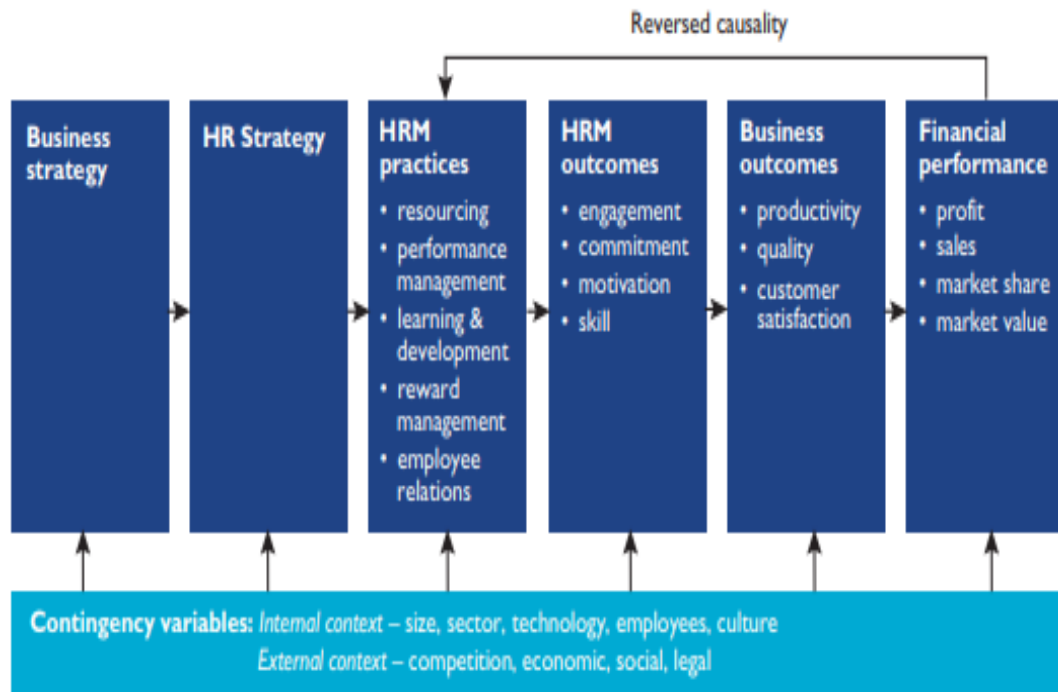 Reversed causality
Business
strategy
HR Strategy
HRM
practices
• resourcing
• performance
management
• learning &
development
• reward
management
• employee
relations
HRM
outcomes
• engagement
• commitment
• motivation
• skill
Business
outcomes
• productivity
• quality
• customer
satisfaction
Financial
performance
• profit
• sales
• market share
• market value
Contingency variables: Internal context – size, sector, technology, employees, culture
External context – competition, economic, social, legal